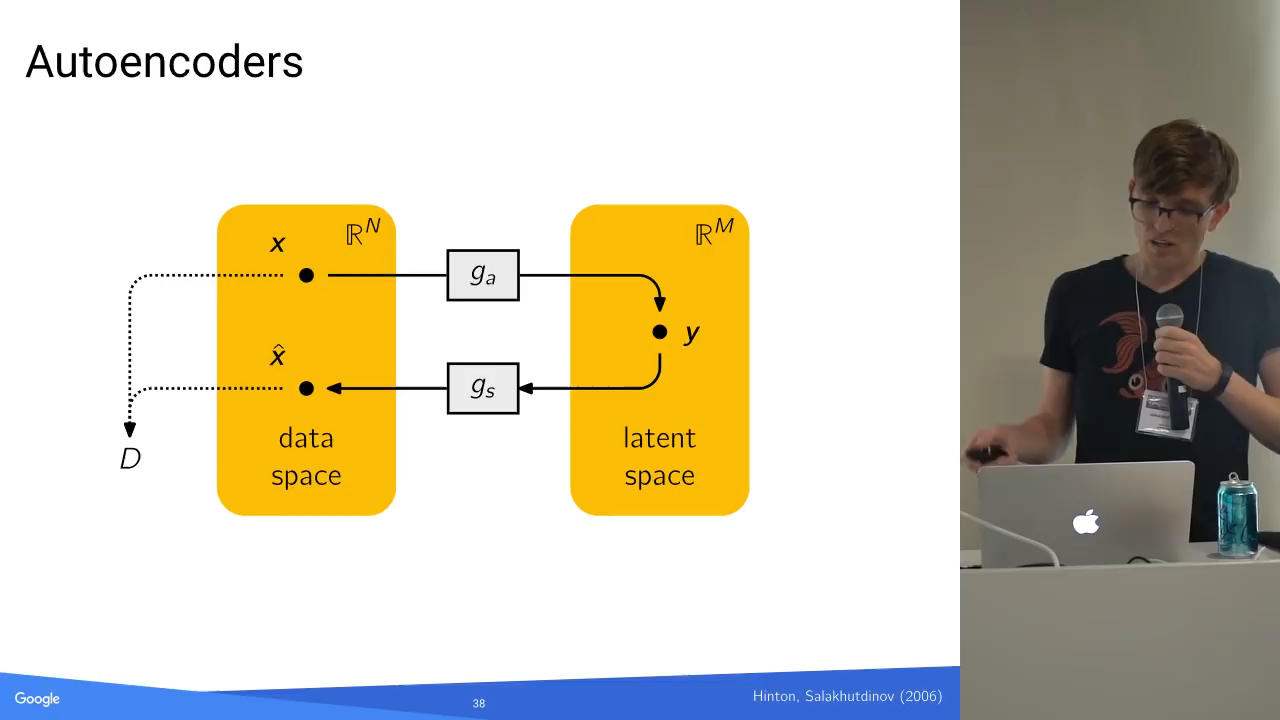 Autoencoders
x
ℝ^N
g_a
ℝ^M
y
x̂
g_s
D
data
space
latent
space
Google
38
Hinton, Salakhutdinov (2006)